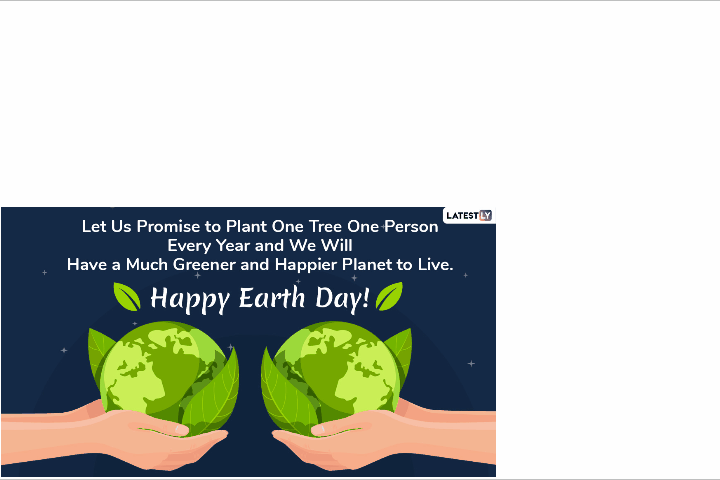 LATESTLY
Let Us Promise to Plant One Tree One Person
Every Year and We Will
Have a Much Greener and Happier Planet to Live.
Happy Earth Day!